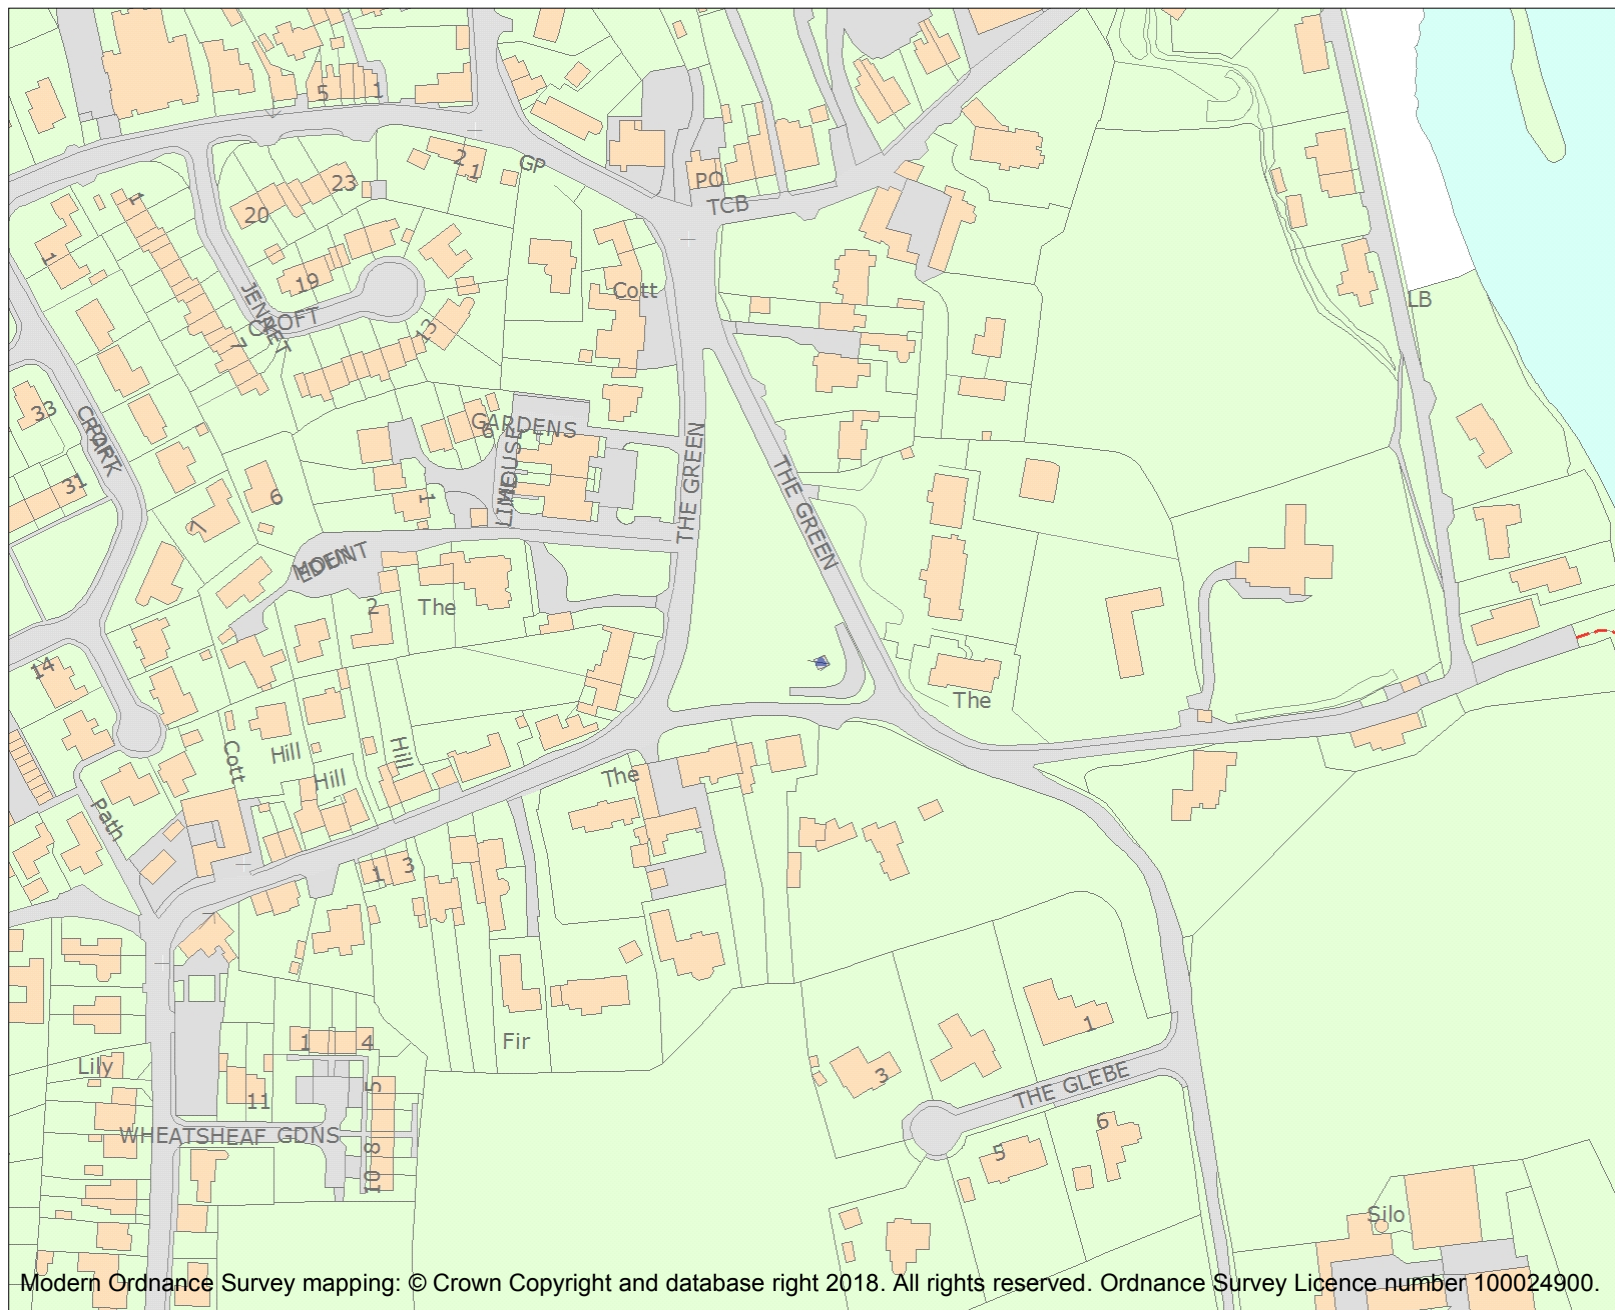 5
1
2
1
GP
PO
TCB
23
20
1
1
19
JENNET
CROFT
13
7
Cott
LB
33
CROFT
PARK
31
GARDENS
6
LIMEHOUSE
THE GREEN
THE GREEN
1
6
7
MOUNT
EDEN
2
The
14
The
Cott
Hill
Hill
Hill
The
Path
1
3
Fir
1
4
Lily
5
11
WHEATSHEAF GDNS
8
10
1
3
THE GLEBE
6
5
Silo
Modern Ordnance Survey mapping: © Crown Copyright and database right 2018. All rights reserved. Ordnance Survey Licence number 100024900.